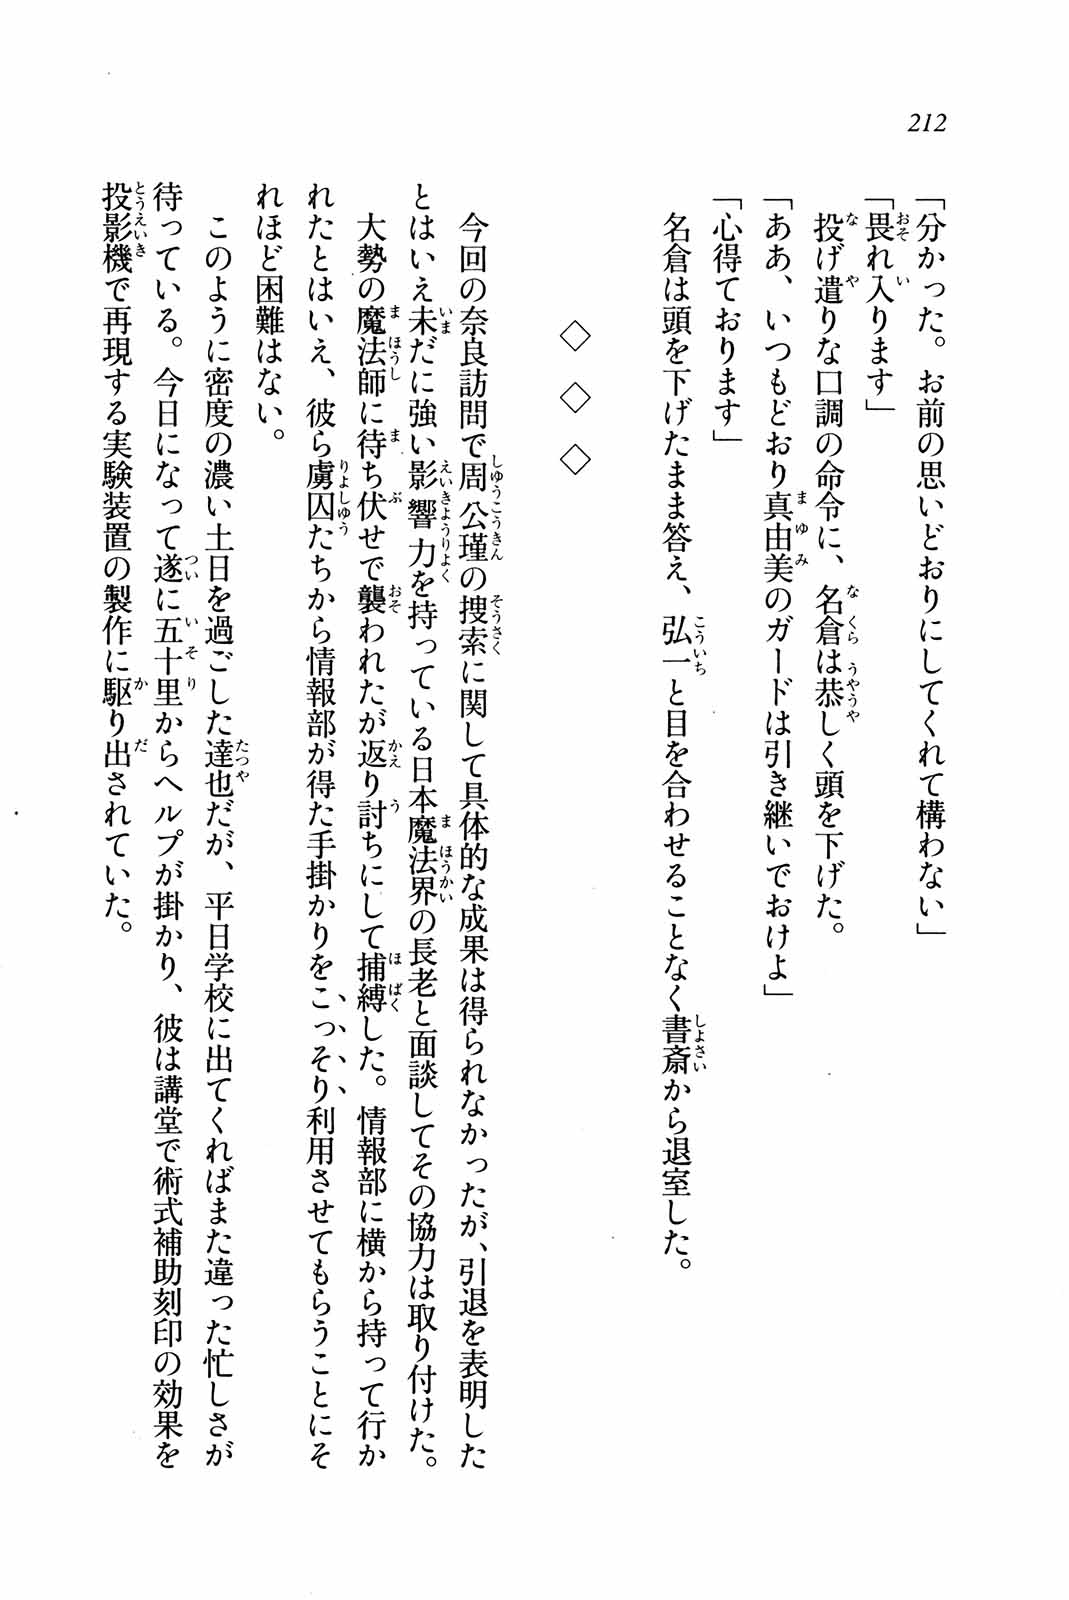 212
「分かった。お前の思いどおりにしてくれて構わない」
「畏れ入ります」
投げ遣りな口調の命令に、名倉は恭しく頭を下げた。
「ああ、いつもどおり真由美のガードは引き継いでおけよ」
「心得ております」
名倉は頭を下げたまま答え、弘一と目を合わせることなく書斎から退室した。
◇ ◇ ◇
今回の奈良訪問で周公瑾の捜索に関して具体的な成果は得られなかったが、引退を表明した
とはいえ未だに強い影響力を持っている日本魔法界の長老と面談してその協力は取り付けた。
大勢の魔法師に待ち伏せで襲われたが返り討ちにして捕縛した。情報部に横から持って行か
れたとはいえ、彼ら虜囚たちから情報部が得た手掛かりをこっそり利用させてもらうことにそ
れほど困難はない。
このように密度の濃い土日を過ごした達也だが、平日学校に出てくればまた違った忙しさが
待っている。今日になって遂に五十里からヘルプが掛かり、彼は講堂で術式補助刻印の効果を
投影機で再現する実験装置の製作に駆り出されていた。